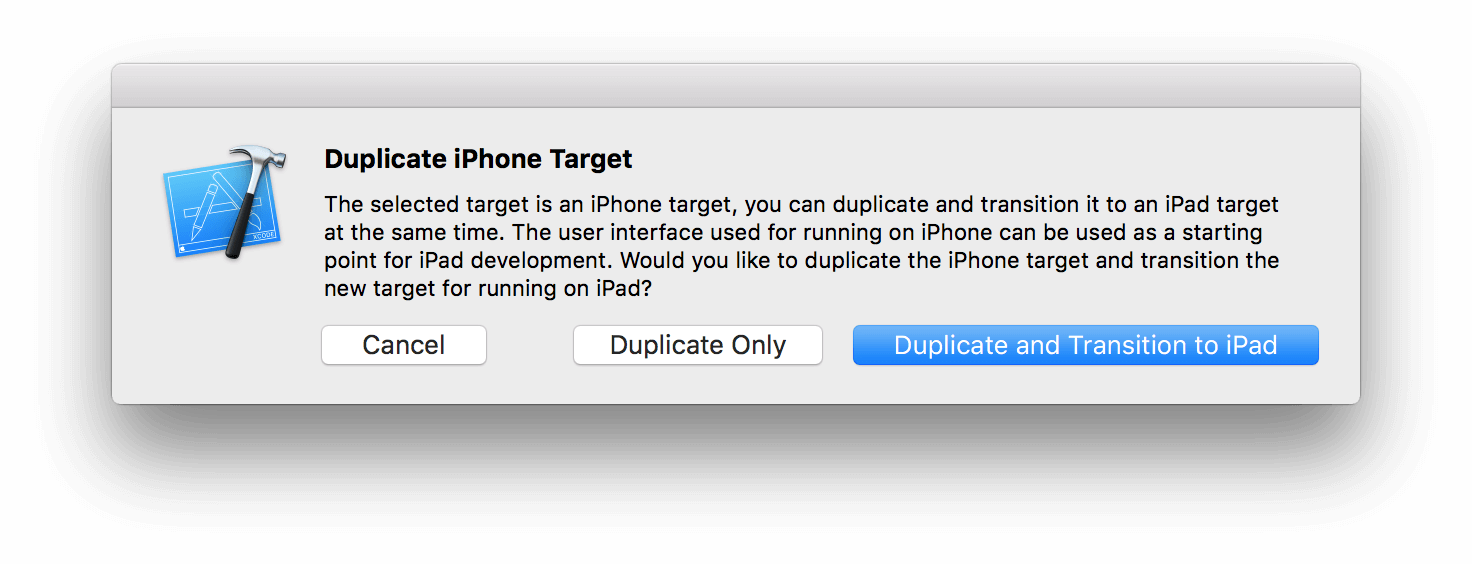 Duplicate iPhone Target
The selected target is an iPhone target, you can duplicate and transition it to an iPad target
at the same time. The user interface used for running on iPhone can be used as a starting
point for iPad development. Would you like to duplicate the iPhone target and transition the
new target for running on iPad?
XCODE
Cancel
Duplicate Only
Duplicate and Transition to iPad